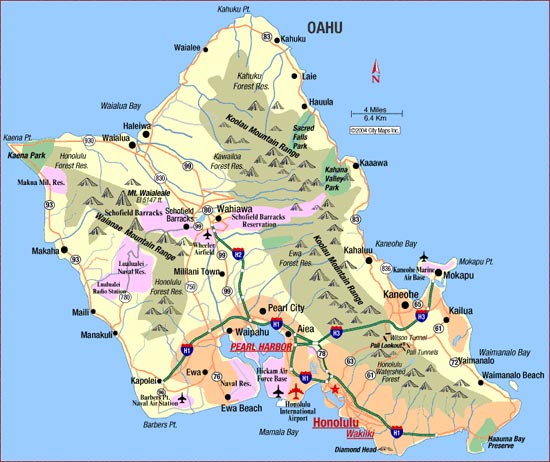 Kahuku Pt.
OAHU
Kahuku
83
Waialee
Laie
Kahuku
Forest Res.
Hauula
4 Miles
6.4 Km
©2004 City Maps Inc.
Waialua Bay
Koolau Mountain Range
Sacred
Falls
Park
Haleiwa
Kaena Pt.
930
Waialua
83
Kaena Park
Honolulu
Forest Res.
Kawailoa
Forest Res.
Kahana
Valley
Park
Kaaawa
Makua Mil. Res.
830
99
Mt. Waialeale
El 5147 ft.
Schofield Barracks
Schofield
Barracks
80
Wahiawa
Schofield Barracks
Reservation
93
Waianae Mountain Range
99
Wheeler
Airfield
99
H2
Koolau Mountain Range
Kaneohe Bay
Makaha
Ewa
Forest Res.
Kahaluu
836
Kaneohe Marine
Air Base
Mokapu Pt.
Mokapu
Lualualei
Naval Res.
Lualualei
Radio Station
Honolulu
Forest Res.
Mililani Town
99
780
750
Kaneohe
65
Maili
Pearl City
Kailua
61
H1
H3
H3
Manakuli
93
Waipahu
Aiea
PEARL HARBOR
Wilson Tunnel
Pali Lookout
Pali Tunnels
78
72
Waimanalo
Waimanalo Bay
H1
63
61
Honolulu
Watershed
Forest
Waimanalo Beach
Kapolei
Ewa
76
Naval Res.
Hickam Air
Force Base
H1
72
96
Barbers Pt.
Naval Air Station
Ewa Beach
Honolulu
International
Airport
Honolulu
Waikiki
H1
Barbers Pt.
Mamala Bay
Diamond Head
Haauma Bay
Preserve